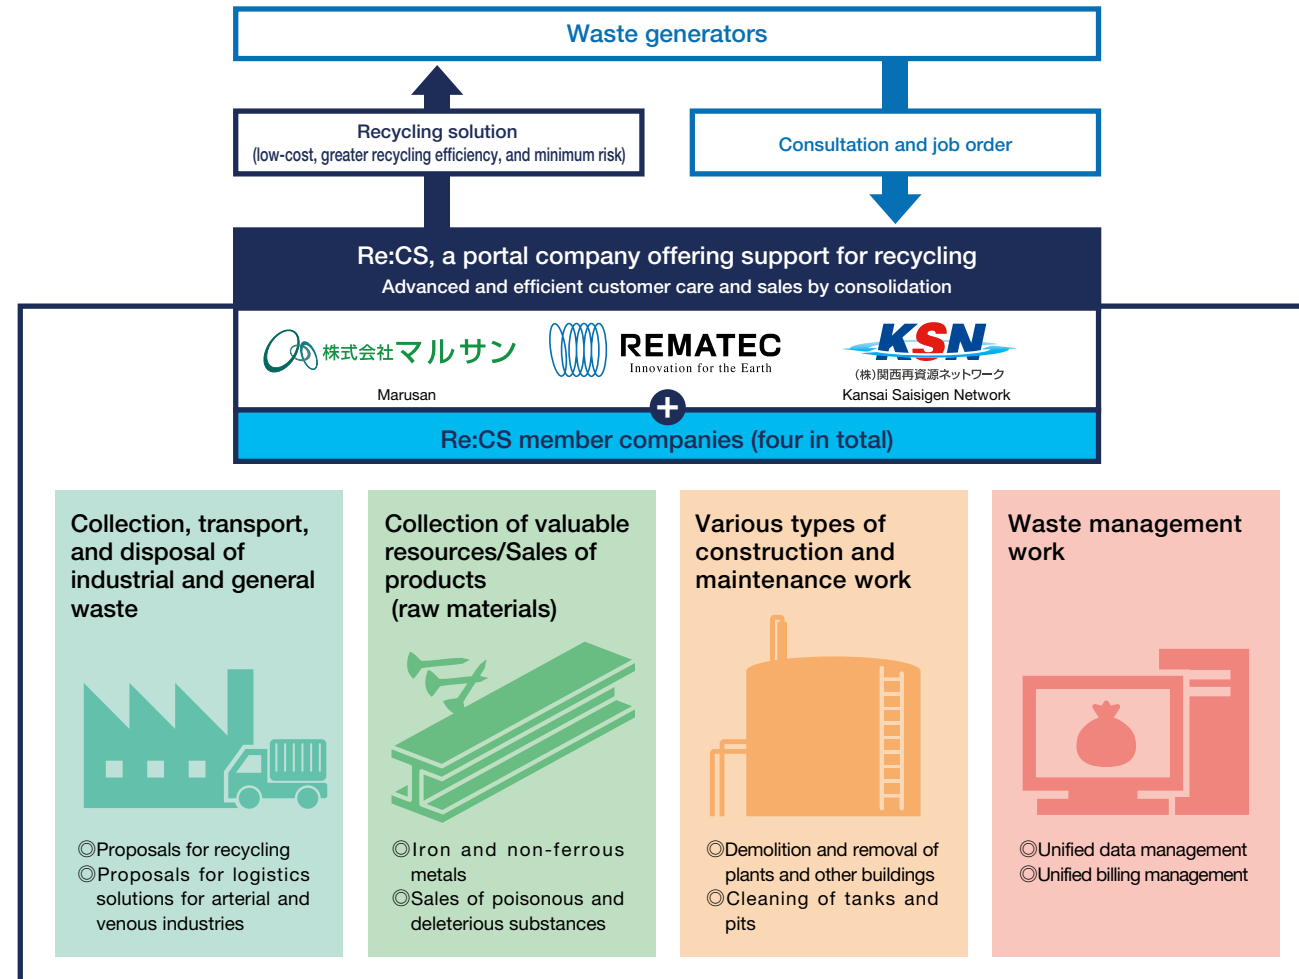 Waste generators
Recycling solution
(low-cost, greater recycling efficiency, and minimum risk)
Consultation and job order
Re:CS, a portal company offering support for recycling
Advanced and efficient customer care and sales by consolidation
株式会社マルサン
Marusan
REMATEC
Innovation for the Earth
KSN
(株)関西再資源ネットワーク
Kansai Saisigen Network
+
Re:CS member companies (four in total)
Collection, transport,
and disposal of
industrial and general
waste
◎Proposals for recycling
◎Proposals for logistics
solutions for arterial and
venous industries
Collection of valuable
resources/Sales of
products
(raw materials)
◎Iron and non-ferrous
metals
◎Sales of poisonous and
deleterious substances
Various types of
construction and
maintenance work
◎Demolition and removal of
plants and other buildings
◎Cleaning of tanks and
pits
Waste management
work
◎Unified data management
◎Unified billing management